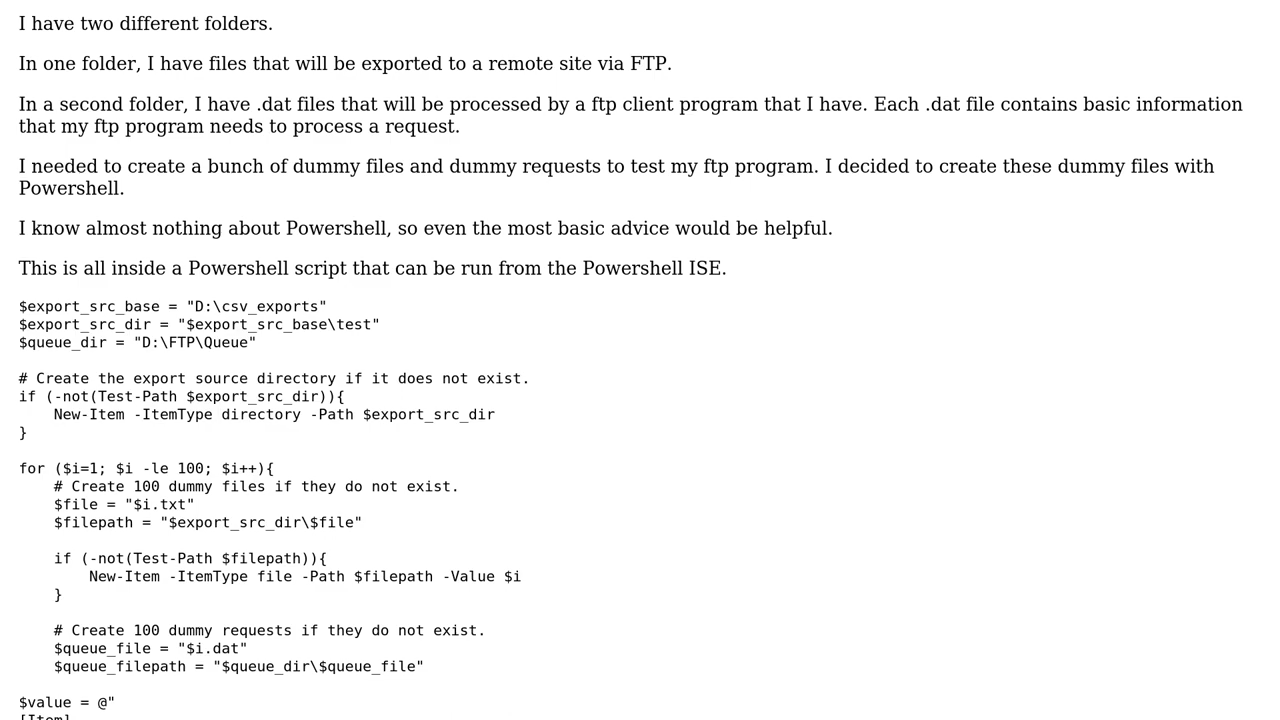 I have two different folders.
In one folder, I have files that will be exported to a remote site via FTP.
In a second folder, I have .dat files that will be processed by a ftp client program that I have. Each .dat file contains basic information
that my ftp program needs to process a request.
I needed to create a bunch of dummy files and dummy requests to test my ftp program. I decided to create these dummy files with
Powershell.
I know almost nothing about Powershell, so even the most basic advice would be helpful.
This is all inside a Powershell script that can be run from the Powershell ISE.
$export_src_base = "D:\csv_exports"
$export_src_dir = "$export_src_base\test"
$queue_dir = "D:\FTP\Queue"
# Create the export source directory if it does not exist.
if (-not(Test-Path $export_src_dir)){
    New-Item -ItemType directory -Path $export_src_dir
}
for ($i=1; $i -le 100; $i++){
    # Create 100 dummy files if they do not exist.
    $file = "$i.txt"
    $filepath = "$export_src_dir\$file"
    if (-not(Test-Path $filepath)){
        New-Item -ItemType file -Path $filepath -Value $i
    }
    # Create 100 dummy requests if they do not exist.
    $queue_file = "$i.dat"
    $queue_filepath = "$queue_dir\$queue_file"
$value = @"
[Item]